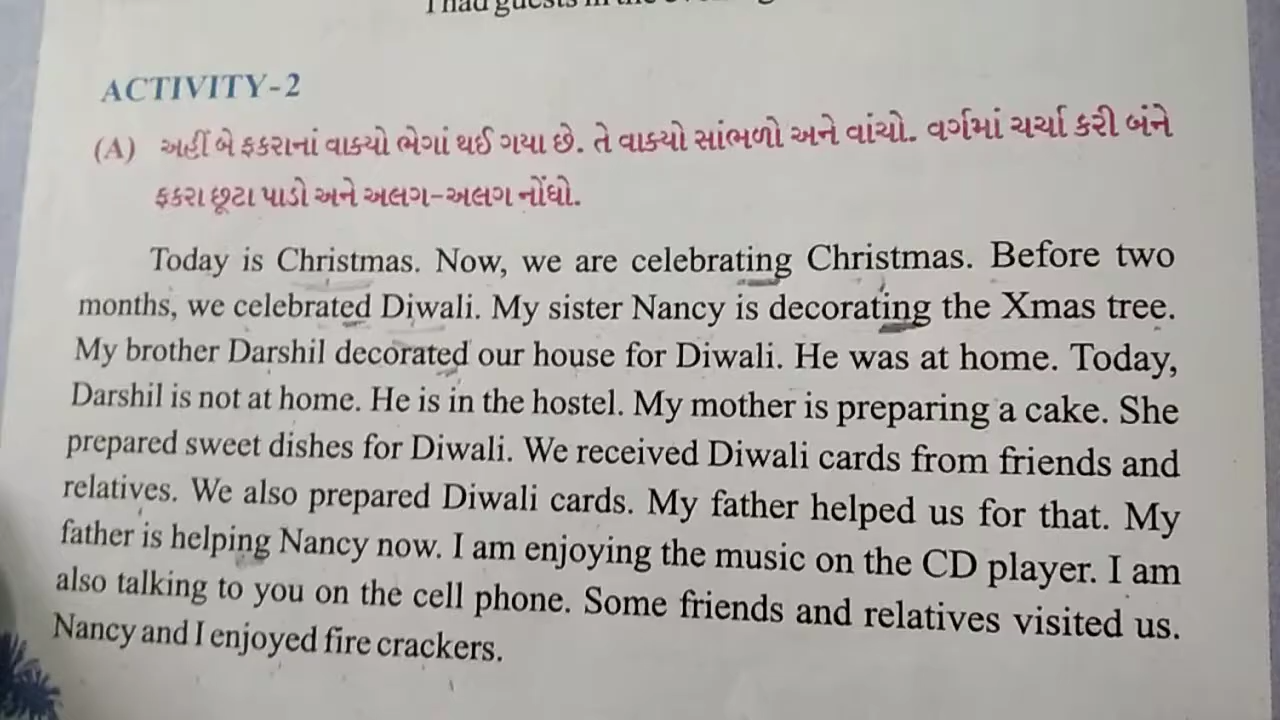 I had guests in the
ACTIVITY-2
(A) અહીં બે ફકરાનાં વાક્યો ભેગાં થઈ ગયા છે. તે વાક્યો સાંભળો અને વાંચો. વર્ગમાં ચર્ચા કરી બંને
ફકરા છૂટા પાડો અને અલગ-અલગ નોંધો.
Today is Christmas. Now, we are celebrating Christmas. Before two
months, we celebrated Diwali. My sister Nancy is decorating the Xmas tree.
My brother Darshil decorated our house for Diwali. He was at home. Today,
Darshil is not at home. He is in the hostel. My mother is preparing a cake. She
prepared sweet dishes for Diwali. We received Diwali cards from friends and
relatives. We also prepared Diwali cards. My father helped us for that. My
father is helping Nancy now. I am enjoying the music on the CD player. I am
also talking to you on the cell phone. Some friends and relatives visited us.
Nancy and I enjoyed fire crackers.